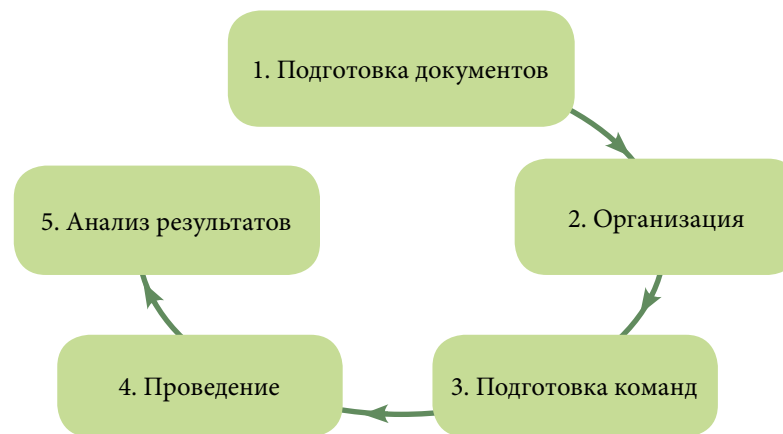 1. Подготовка документов
2. Организация
3. Подготовка команд
4. Проведение
5. Анализ результатов